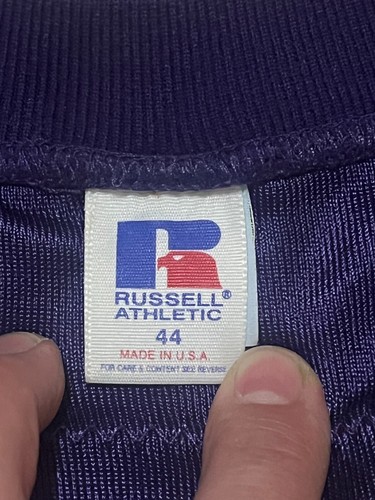 R
RUSSELL®
ATHLETIC
44
MADE IN U.S.A.
FOR CARE & CONTENT SEE REVERSE